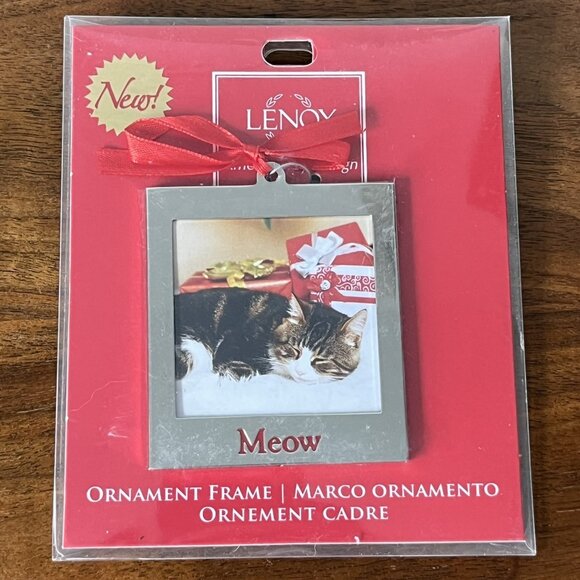 New!
LENOX
Meow
ORNAMENT FRAME | MARCO ORNAMENTO
ORNEMENT CADRE